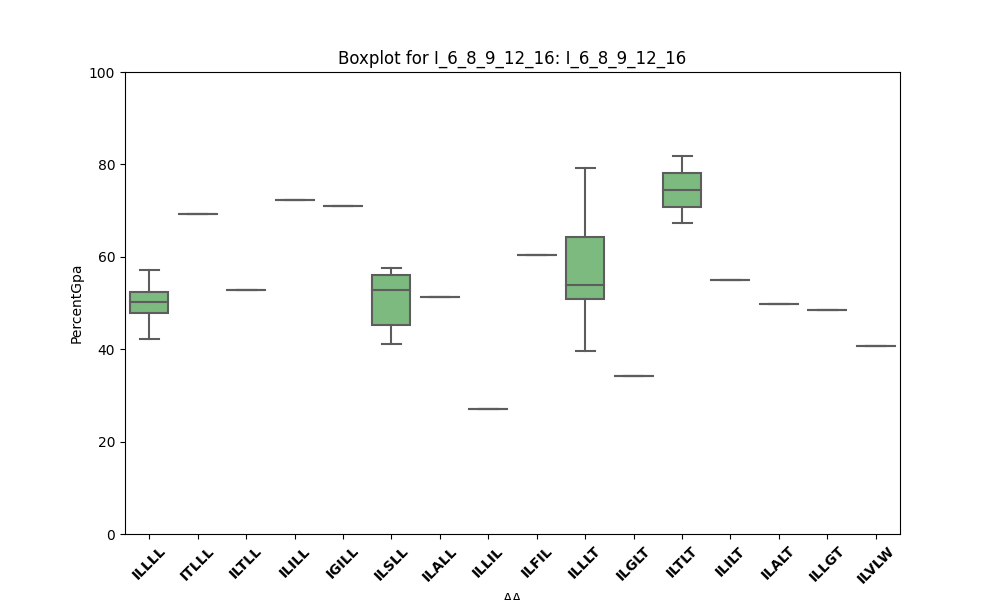 Boxplot for I_6_8_9_12_16: I_6_8_9_12_16
100
80
60
40
20
0
PercentGpa
ILLLL ITLLL ILTLL ILILL IGILL ILSLL ILALL ILLIL ILFIL ILLLT ILGLT ILTLT ILILT ILALT ILLGT ILVLW
AA